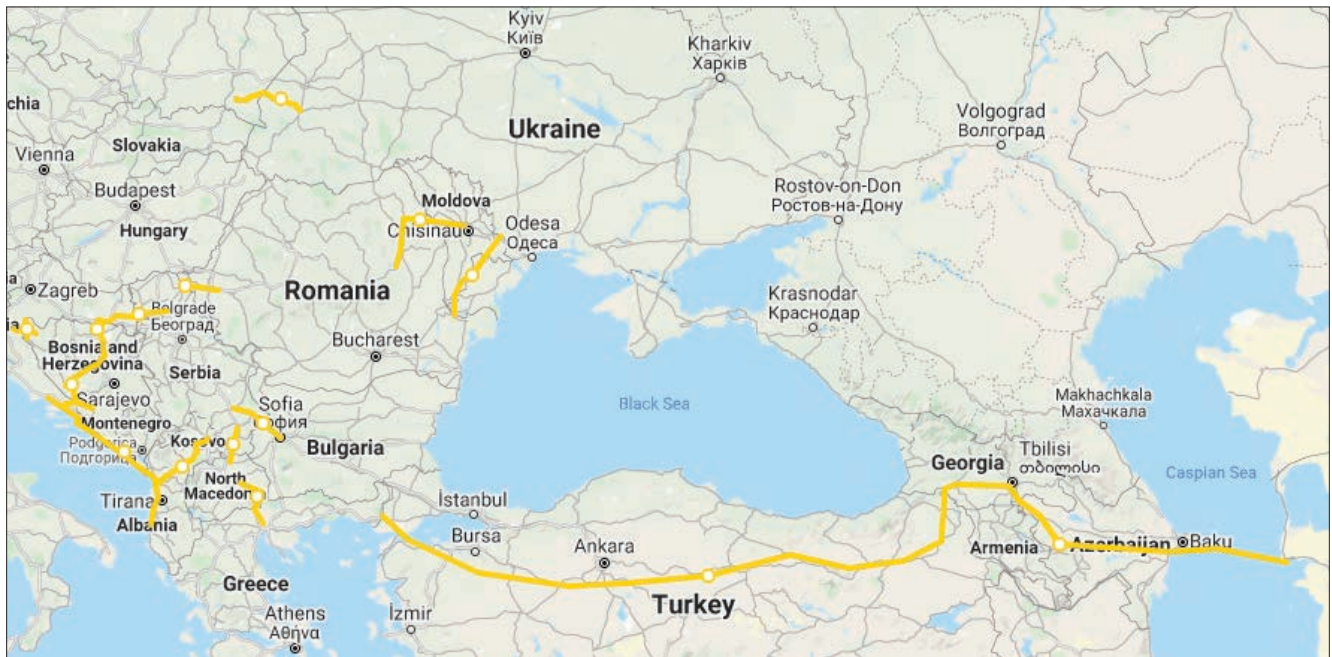 Kyiv
Київ
Kharkiv
Харків
chia
Volgograd
Волгоград
Ukraine
Slovakia
Vienna
Budapest
Rostov-on-Don
Ростов-на-Дону
Moldova
Hungary
Chisinau
Odesa
Одеса
a
Zagreb
Romania
Krasnodar
Краснодар
Belgrade
Београд
ia
Bosnia and
Herzegovina
Bucharest
Serbia
Makhachkala
Махачкала
Black Sea
Sarajevo
Sofia
София
Montenegro
Podgorica
Подгорица
Kosovo
Bulgaria
Tbilisi
თბილისი
Georgia
Caspian Sea
North
Macedonia
Tirana
Albania
İstanbul
Bursa
Ankara
Armenia
Azerbaijan
Baku
Greece
Turkey
Athens
Αθήνα
İzmir